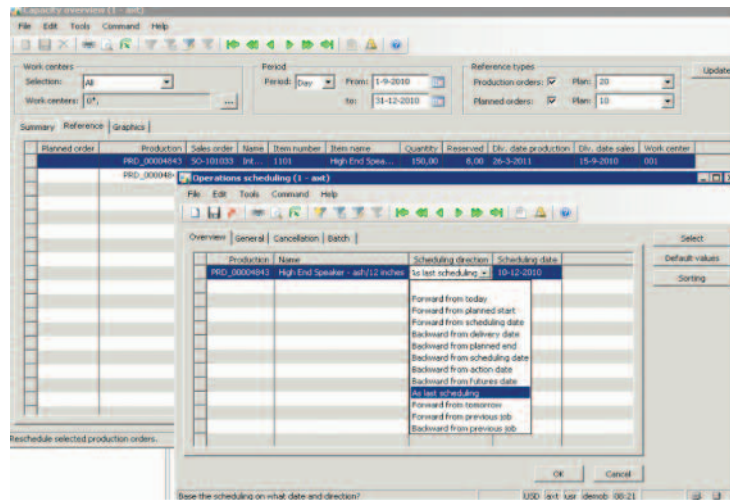 Capacity overview (1 - axt)
File Edit Tools Command Help
Work centers
Period
Reference types
Selection: All
Period: Day From: 1-9-2010
Production orders: Plan: 20
Update
Work centers: 0*, ...
to: 31-12-2010
Planned orders: Plan: 10
Summary Reference Graphics
Planned order Production Sales order Name Item number Item name Quantity Reserved Dlv. date production Dlv. date sales Work center
PRD_00004843 SO-101033 Int... 1101 High End Spea... 150,00 8,00 26-3-2011 15-9-2010 001
PRD_000048
Operations scheduling (1 - axt)
File Edit Tools Command Help
Overview General Cancellation Batch
Select
Default values
Sorting
Production Name Scheduling direction Scheduling date
PRD_00004843 High End Speaker - ash/12 inches As last scheduling 10-12-2010
Forward from today
Forward from planned start
Forward from scheduling date
Backward from delivery date
Backward from planned end
Backward from scheduling date
Backward from action date
Backward from futures date
As last scheduling
Forward from tomorrow
Forward from previous job
Backward from previous job
Reschedule selected production orders.
OK Cancel
Base the scheduling on what date and direction? USD axt usr demob 08:21